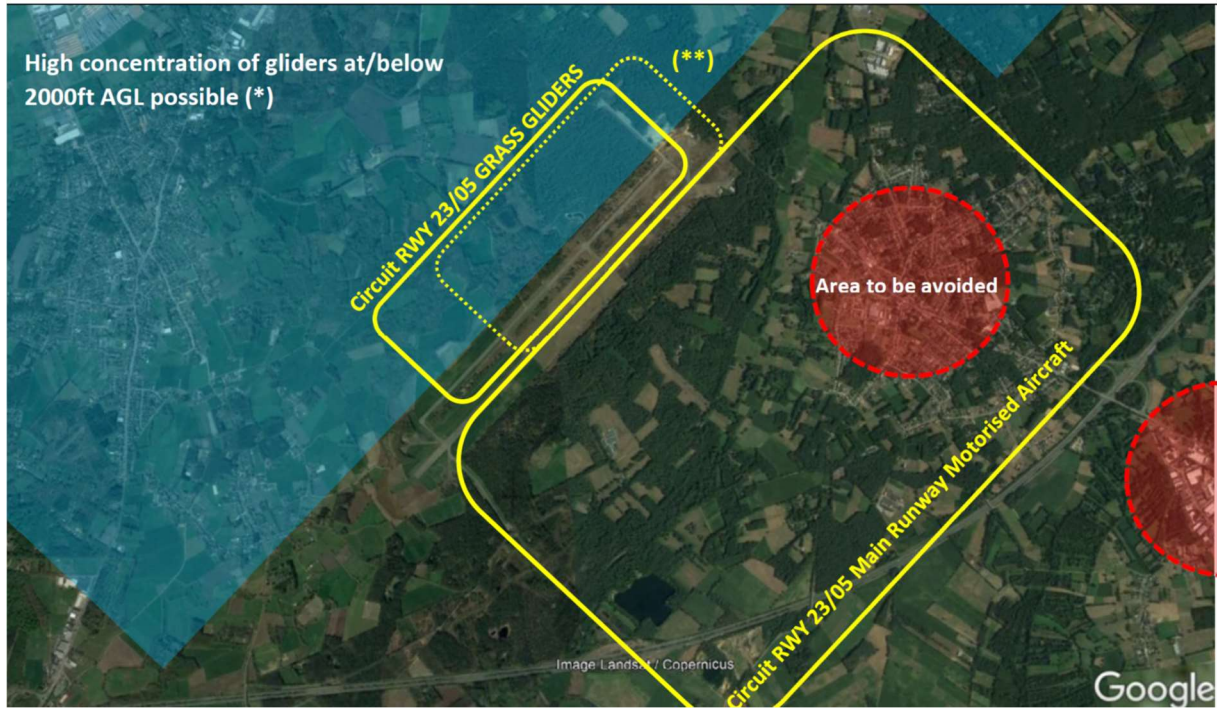 High concentration of gliders at/below
2000ft AGL possible (*)
(**)
Circuit RWY 23/05 GRASS GLIDERS
Area to be avoided
Circuit RWY 23/05 Main Runway Motorised Aircraft
Image Landsat / Copernicus
Google